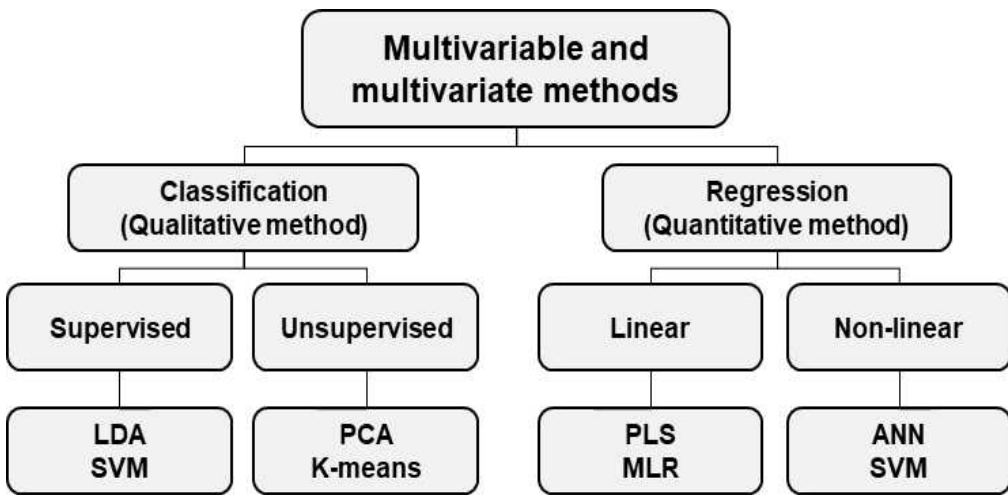 Multivariable and
multivariate methods
Classification
(Qualitative method)
Regression
(Quantitative method)
Supervised
Unsupervised
Linear
Non-linear
LDA
SVM
PCA
K-means
PLS
MLR
ANN
SVM